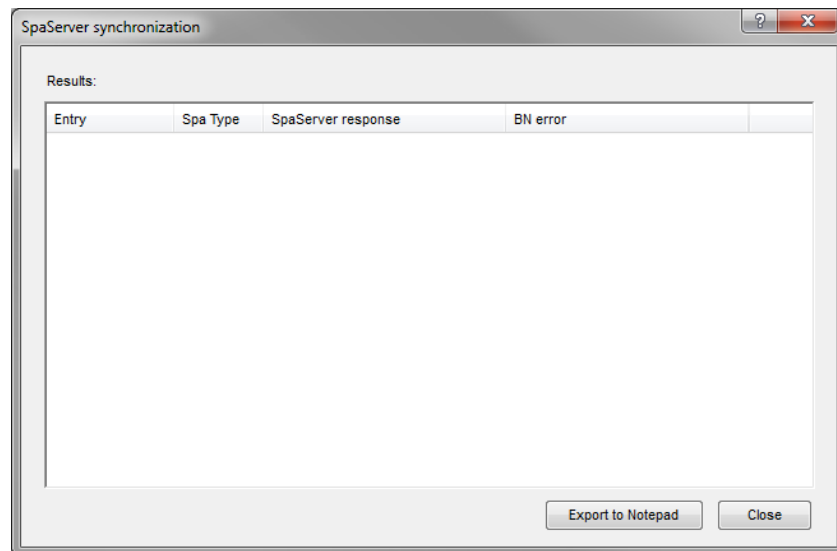 SpaServer synchronization
Results:
Entry Spa Type SpaServer response BN error
Export to Notepad Close